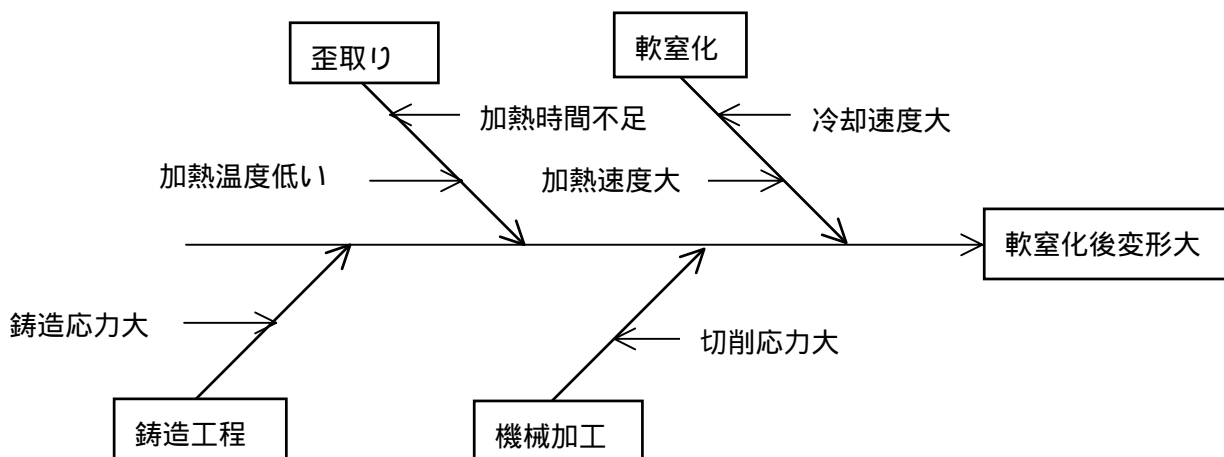 歪取り
軟窒化
加熱時間不足
冷却速度大
加熱温度低い
加熱速度大
軟窒化後変形大
鋳造応力大
切削応力大
鋳造工程
機械加工